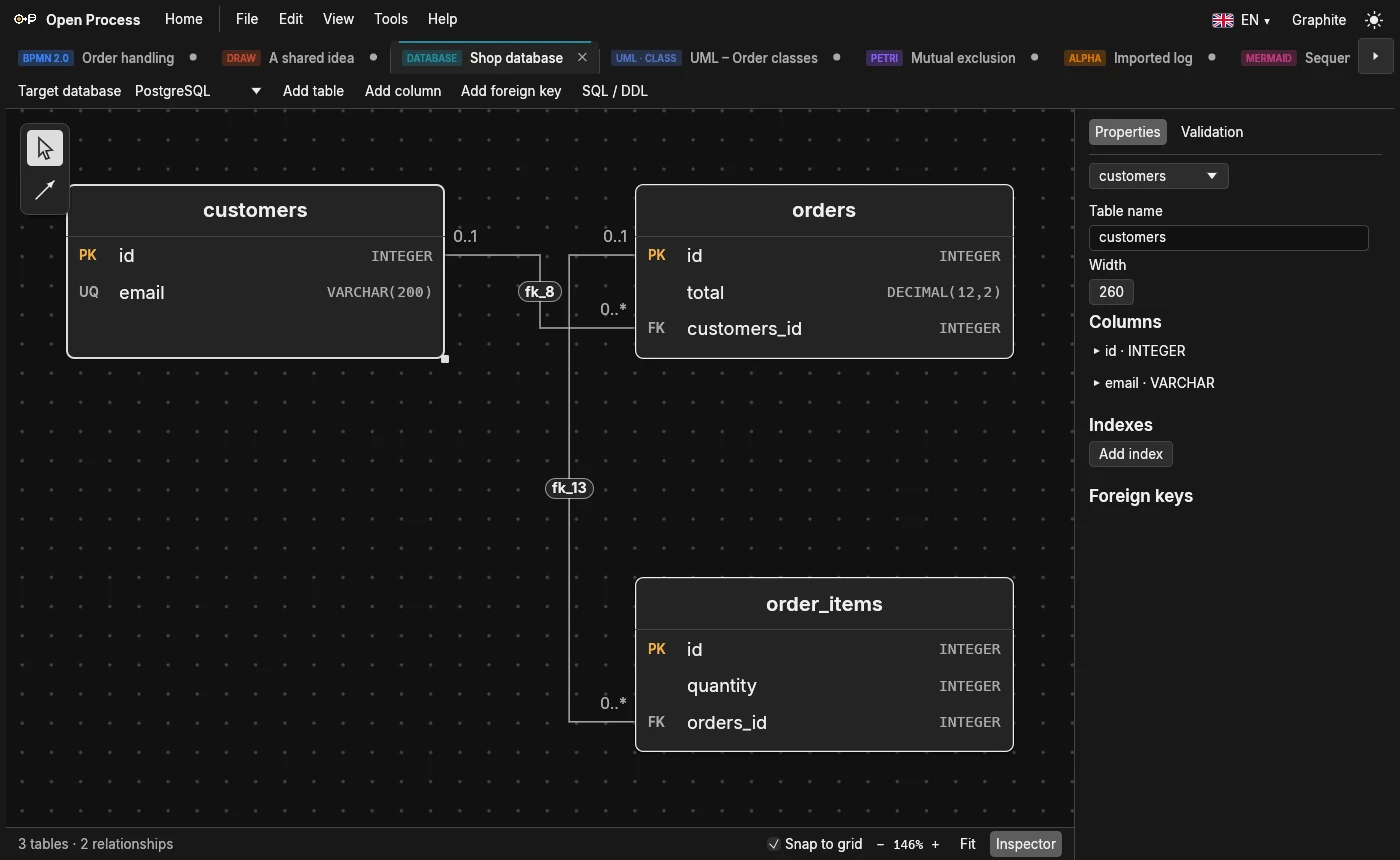 Open Process Home File Edit View Tools Help EN Graphite
BPMN 2.0 Order handling DRAW A shared idea DATABASE Shop database UML · CLASS UML – Order classes PETRI Mutual exclusion ALPHA Imported log MERMAID Sequer
Target database PostgreSQL Add table Add column Add foreign key SQL / DDL
customers
PK id INTEGER
UQ email VARCHAR(200)
0..1
fk_8
0..1
0..*
orders
PK id INTEGER
total DECIMAL(12,2)
FK customers_id INTEGER
fk_13
0..*
order_items
PK id INTEGER
quantity INTEGER
FK orders_id INTEGER
Properties Validation
customers
Table name
customers
Width
260
Columns
id · INTEGER
email · VARCHAR
Indexes
Add index
Foreign keys
3 tables · 2 relationships Snap to grid − 146% + Fit Inspector